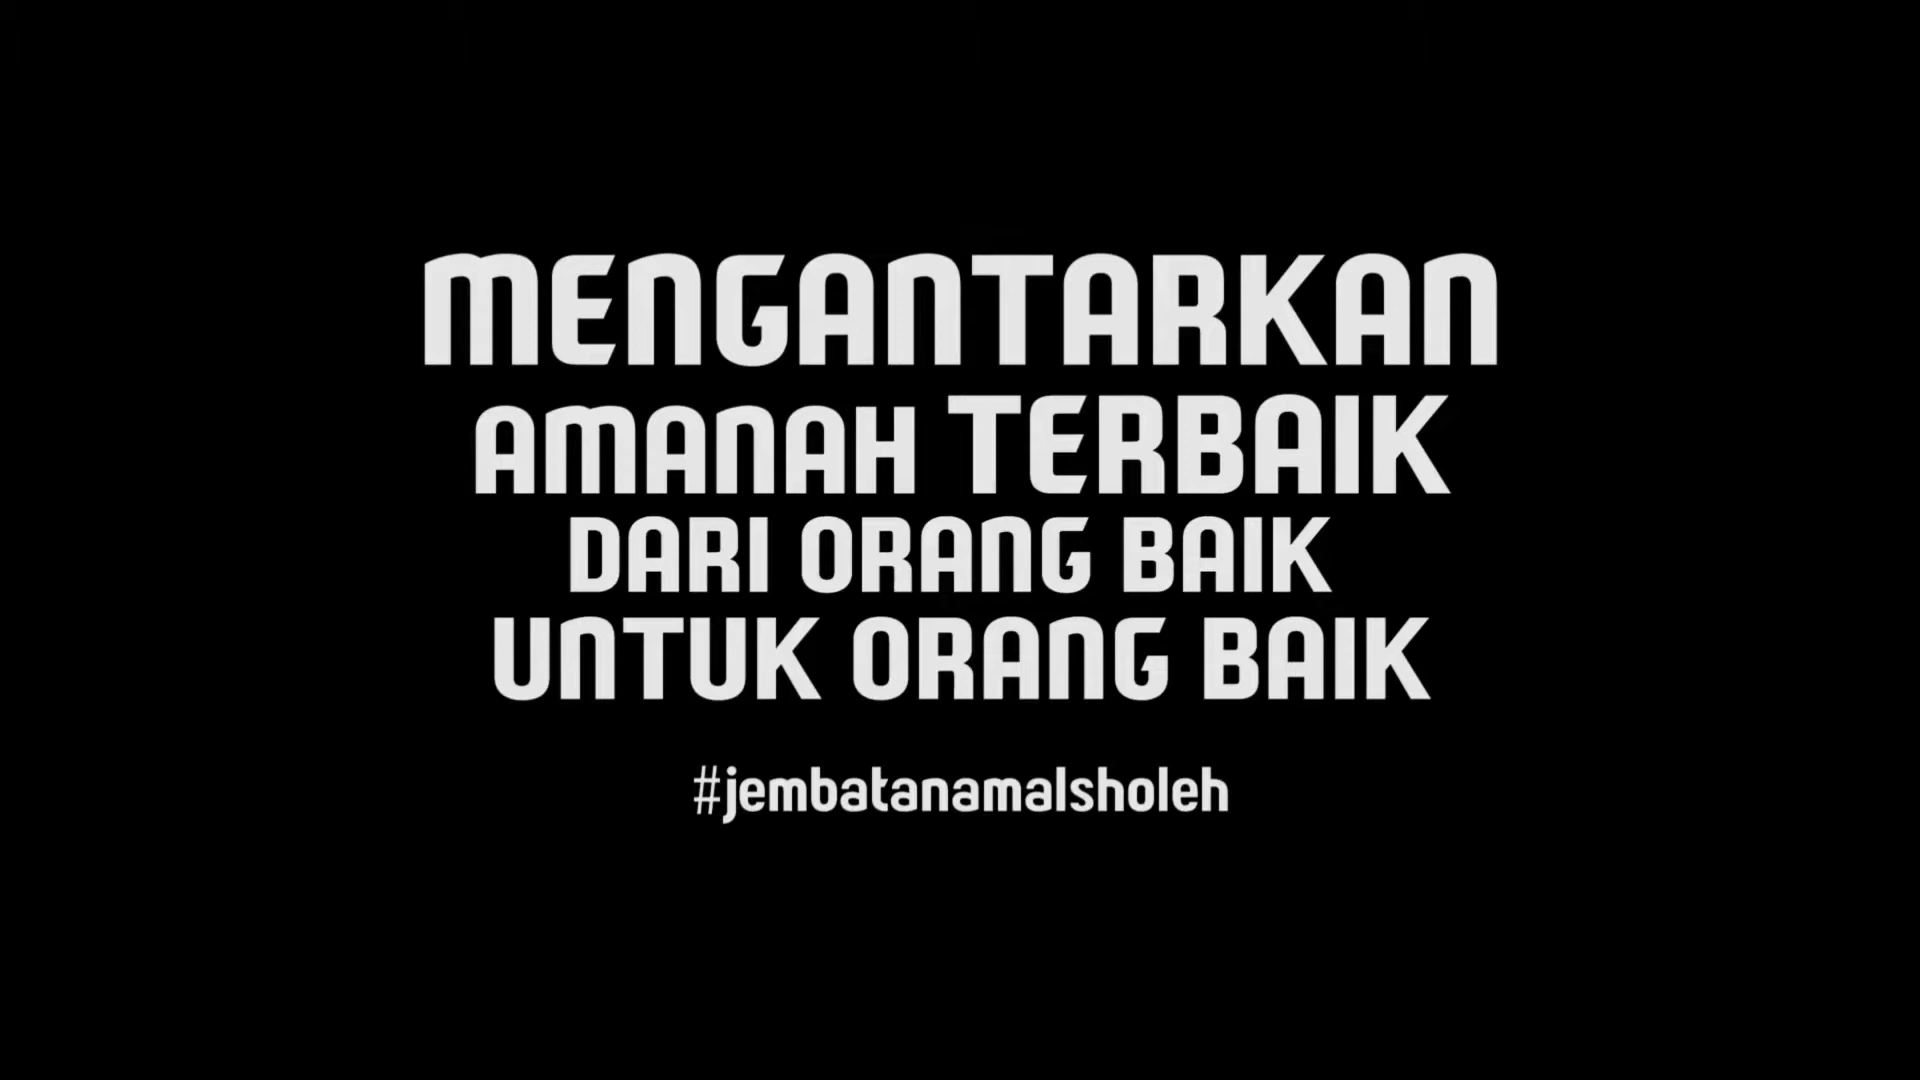 MENGANTARKAN
AMANAH TERBAIK
DARI ORANG BAIK
UNTUK ORANG BAIK
#jembatanamalsholeh